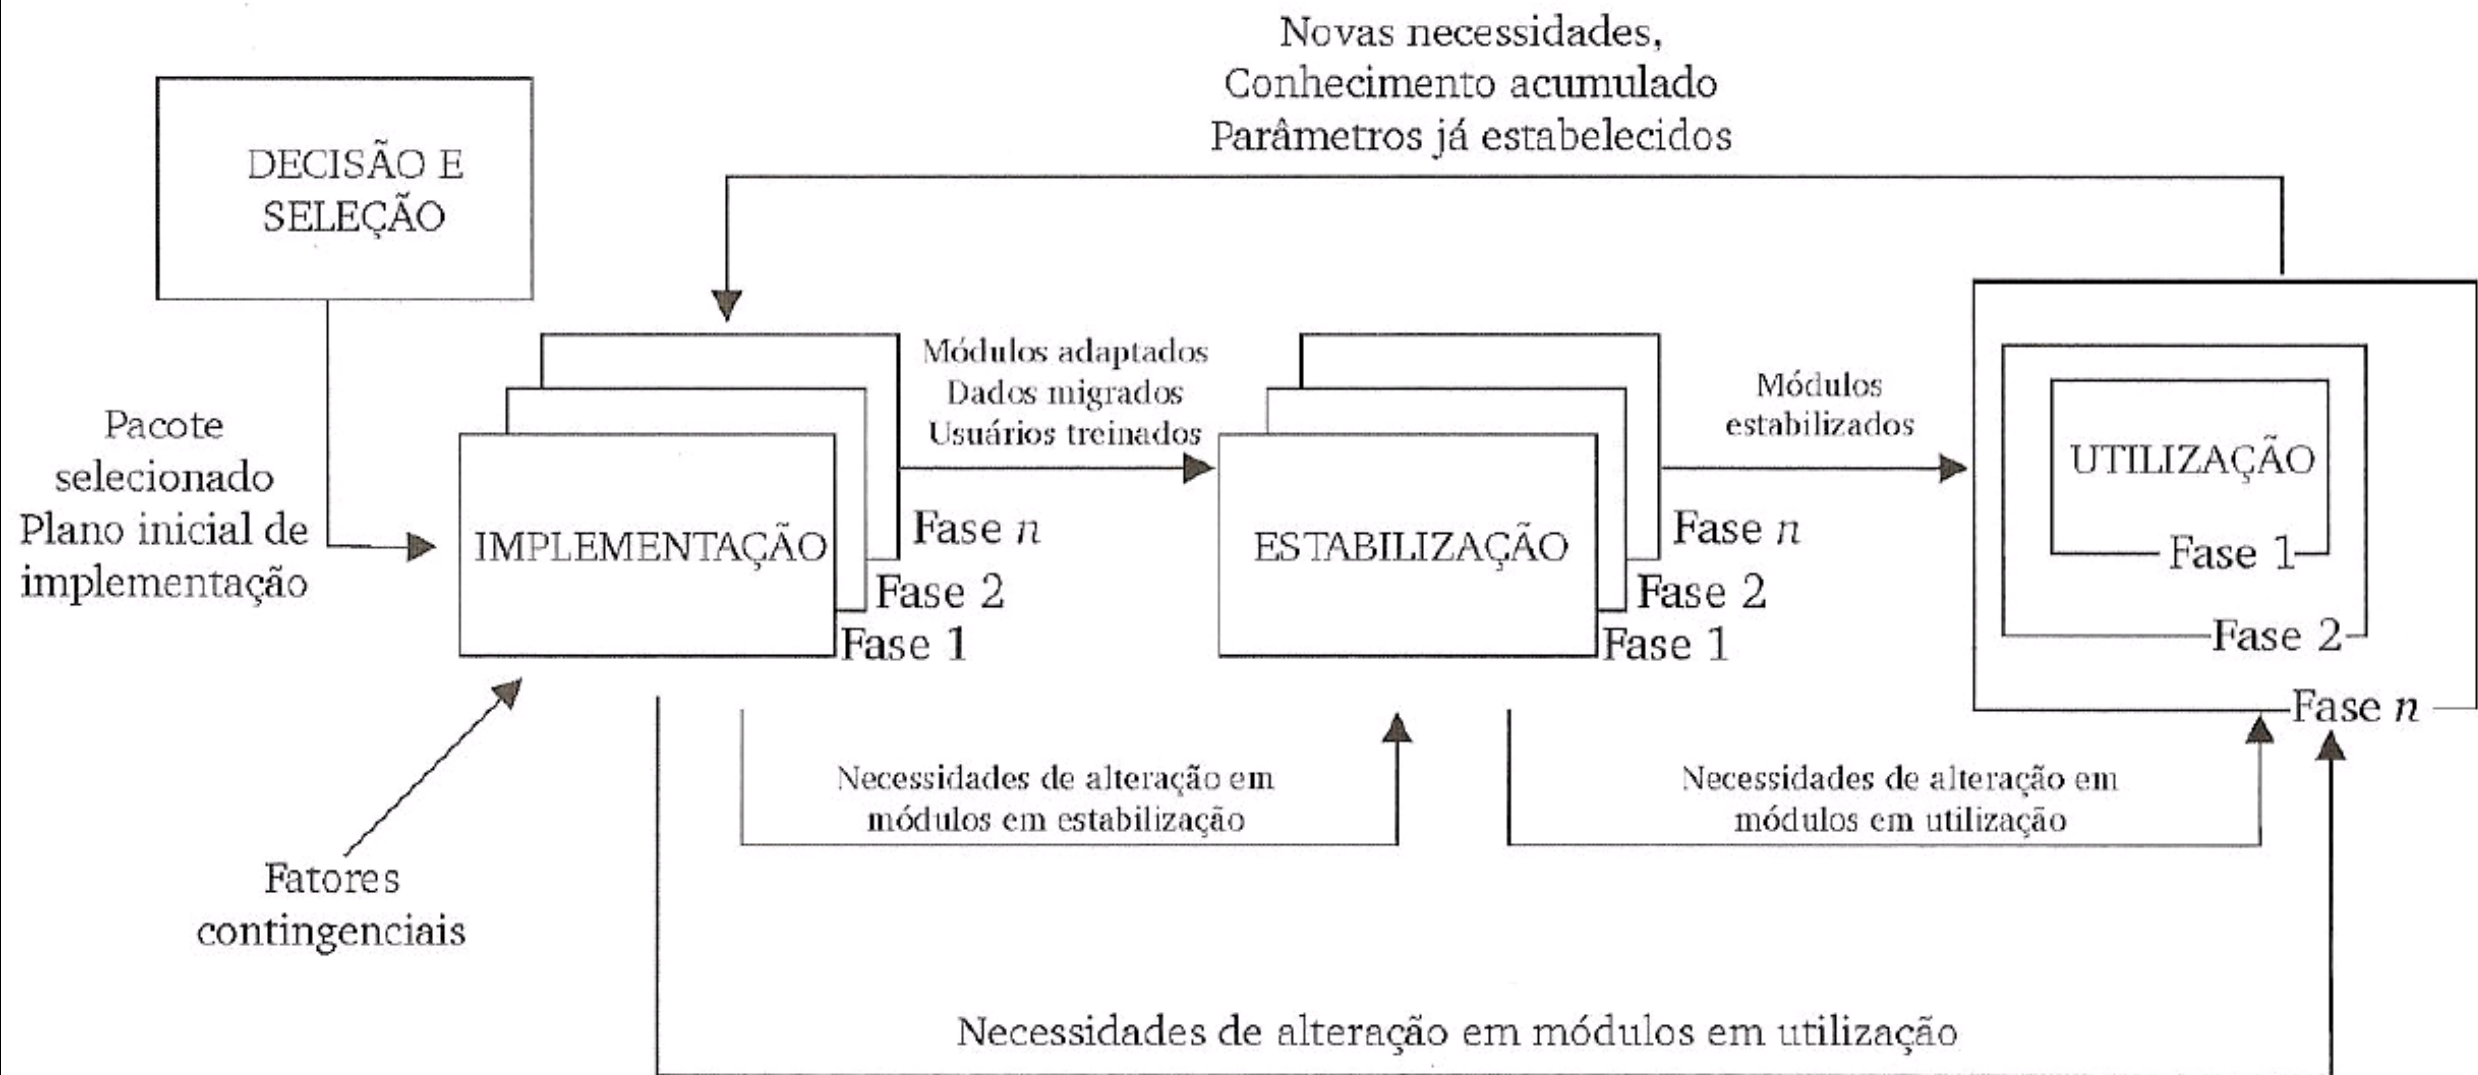 Novas necessidades,
Conhecimento acumulado
Parâmetros já estabelecidos
DECISÃO E
SELEÇÃO
Pacote
selecionado
Plano inicial de
implementação
IMPLEMENTAÇÃO
Fase n
Fase 2
Fase 1
Módulos adaptados
Dados migrados
Usuários treinados
ESTABILIZAÇÃO
Fase n
Fase 2
Fase 1
Módulos
estabilizados
UTILIZAÇÃO
Fase 1
Fase 2
Fase n
Fatores
contingenciais
Necessidades de alteração em
módulos em estabilização
Necessidades de alteração em
módulos em utilização
Necessidades de alteração em módulos em utilização